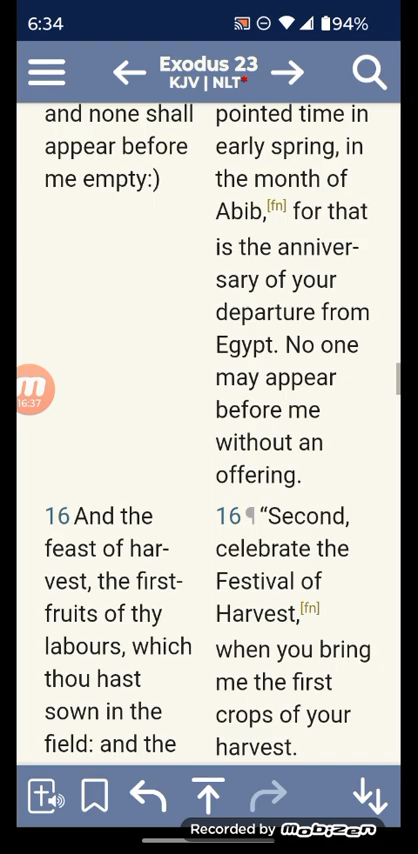 6:34
94%
Exodus 23
KJV | NLT*
and none shall
appear before
me empty:)
pointed time in
early spring, in
the month of
Abib,[fn] for that
is the anniver-
sary of your
departure from
Egypt. No one
may appear
before me
without an
offering.
m
16:37
16 And the
feast of har-
vest, the first-
fruits of thy
labours, which
thou hast
sown in the
field: and the
16 ¶ “Second,
celebrate the
Festival of
Harvest,[fn]
when you bring
me the first
crops of your
harvest.
Recorded by mobizen